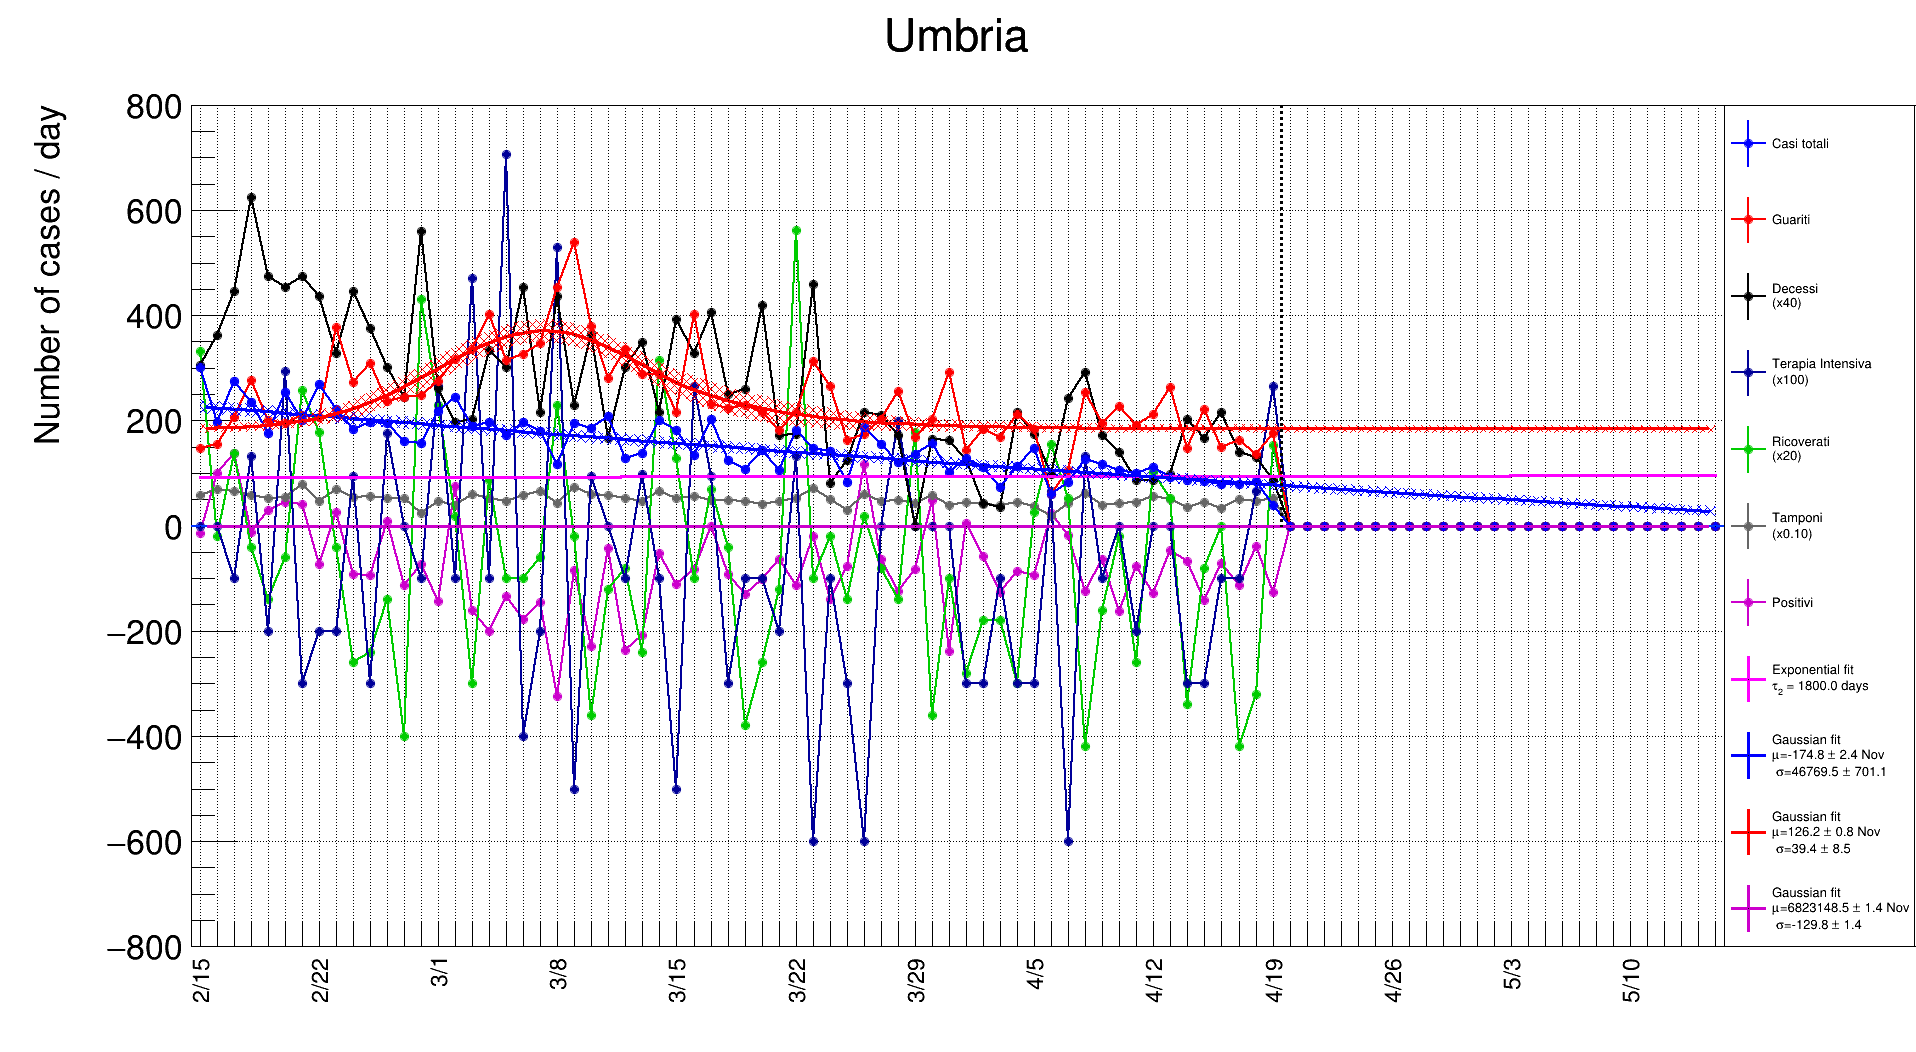 Umbria
Number of cases / day
800
600
400
200
0
−200
−400
−600
−800
2/15
2/22
3/1
3/8
3/15
3/22
3/29
4/5
4/12
4/19
4/26
5/3
5/10
Casi totali
Guariti
Decessi
(x40)
Terapia Intensiva
(x100)
Ricoverati
(x20)
Tamponi
(x0.10)
Positivi
Exponential fit
τ₂ = 1800.0 days
Gaussian fit
μ=-174.8 ± 2.4 Nov
σ=46769.5 ± 701.1
Gaussian fit
μ=126.2 ± 0.8 Nov
σ=39.4 ± 8.5
Gaussian fit
μ=6823148.5 ± 1.4 Nov
σ=-129.8 ± 1.4